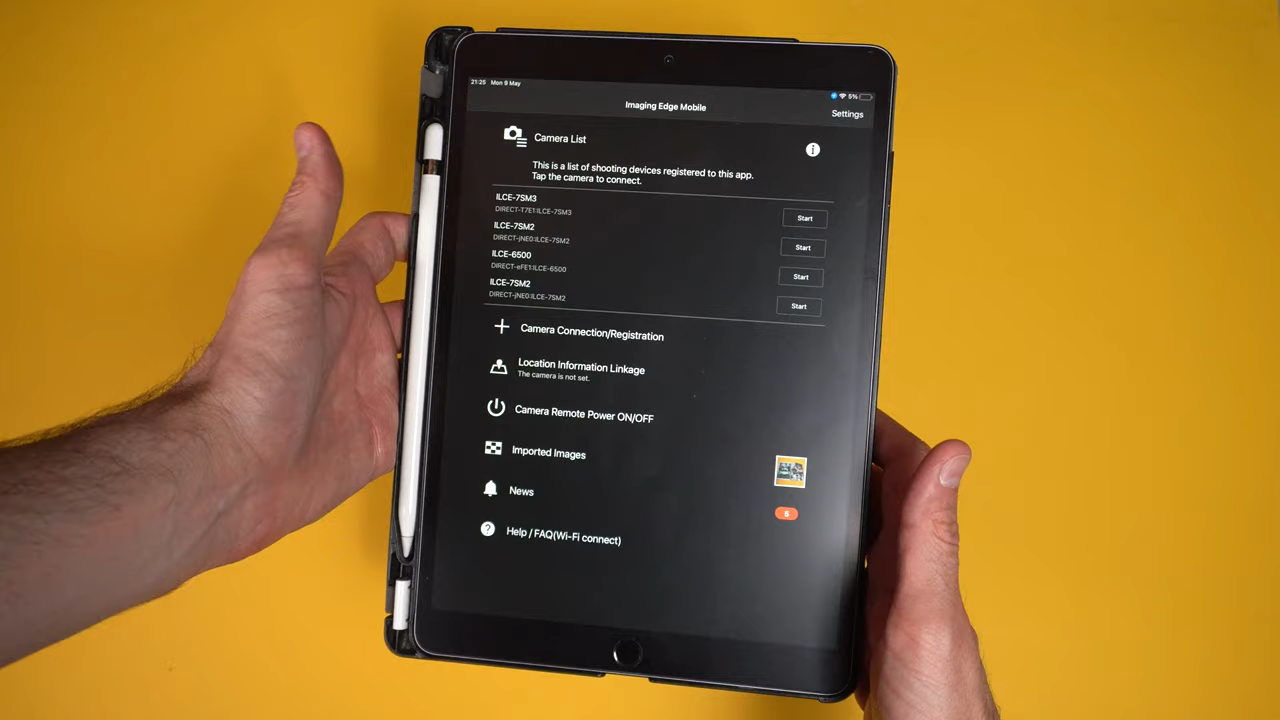 21:25 Mon 9 May
5%
Imaging Edge Mobile
Settings
Camera List
This is a list of shooting devices registered to this app.
Tap the camera to connect.
ILCE-7SM3
DIRECT-T7E1:ILCE-7SM3
Start
ILCE-7SM2
DIRECT-jNE0:ILCE-7SM2
Start
ILCE-6500
DIRECT-eFE1:ILCE-6500
Start
ILCE-7SM2
DIRECT-jNE0:ILCE-7SM2
Start
Camera Connection/Registration
Location Information Linkage
The camera is not set.
Camera Remote Power ON/OFF
Imported Images
News
5
Help / FAQ(Wi-Fi connect)